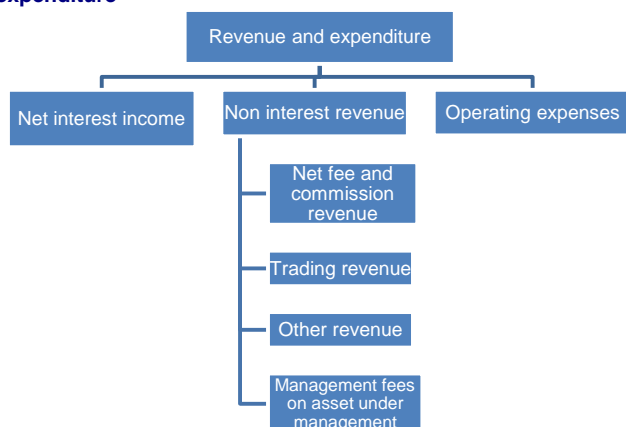 expenditure
Revenue and expenditure
Net interest income
Non interest revenue
Operating expenses
Net fee and
commission
revenue
Trading revenue
Other revenue
Management fees
on asset under
management